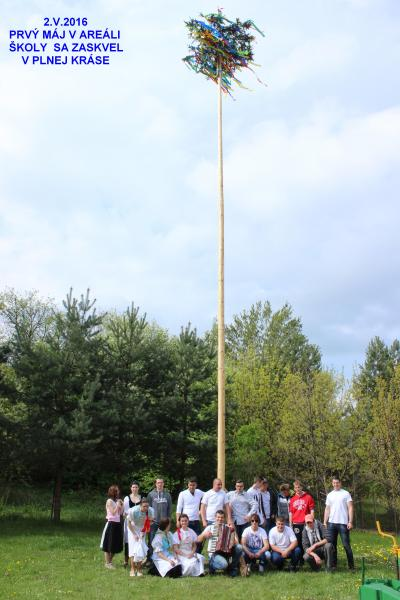 2.V.2016
PRVÝ MÁJ V AREÁLI
ŠKOLY SA ZASKVEL
V PLNEJ KRÁSE